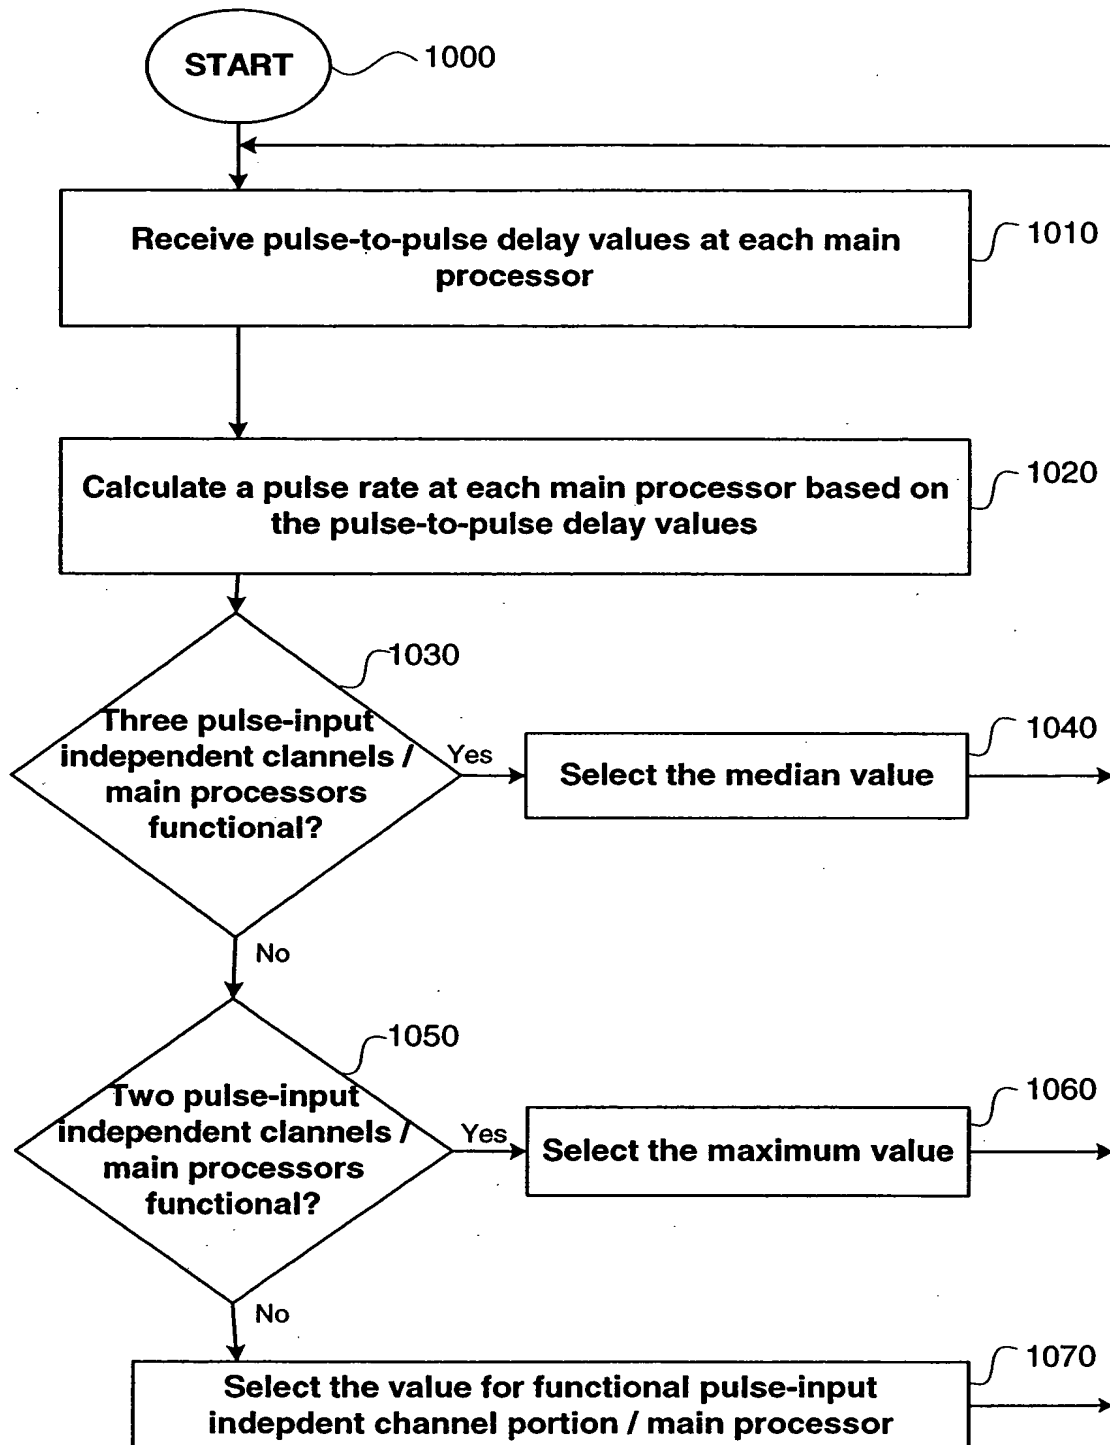 START
1000
Receive pulse-to-pulse delay values at each main
processor
1010
Calculate a pulse rate at each main processor based on
the pulse-to-pulse delay values
1020
1030
Three pulse-input
independent clannels /
main processors
functional?
Yes
Select the median value
1040
No
1050
Two pulse-input
independent clannels /
main processors
functional?
Yes
Select the maximum value
1060
No
Select the value for functional pulse-input
indepdent channel portion / main processor
1070